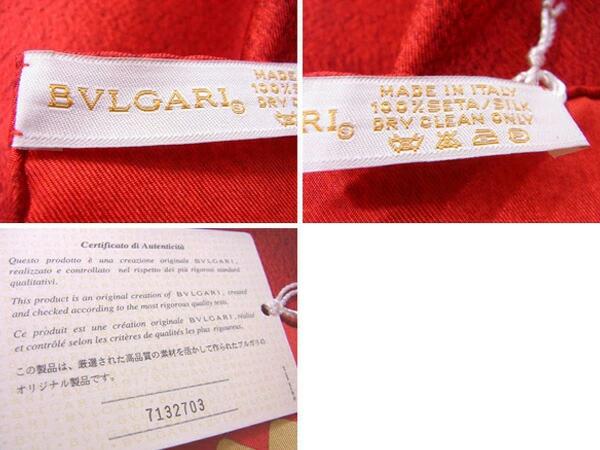 BVLGARI
MADE
100%
DRY C
RI
MADE IN ITALY
100%SETA/SILK
DRY CLEAN ONLY
Certificato di Autenticità
Questo prodotto è una creazione originale BVLGARI,
realizzato e controllato nel rispetto dei più rigorosi standard
qualitativi.
This product is an original creation of BVLGARI, created
and checked according to the most rigorous quality tests.
Ce produit est une création originale BVLGARI, réalisé
et contrôlé selon les critères de qualités les plus rigoureux.
この製品は、厳選された高品質の素材を活かして作られたブルガリの
オリジナル製品です。
7132703